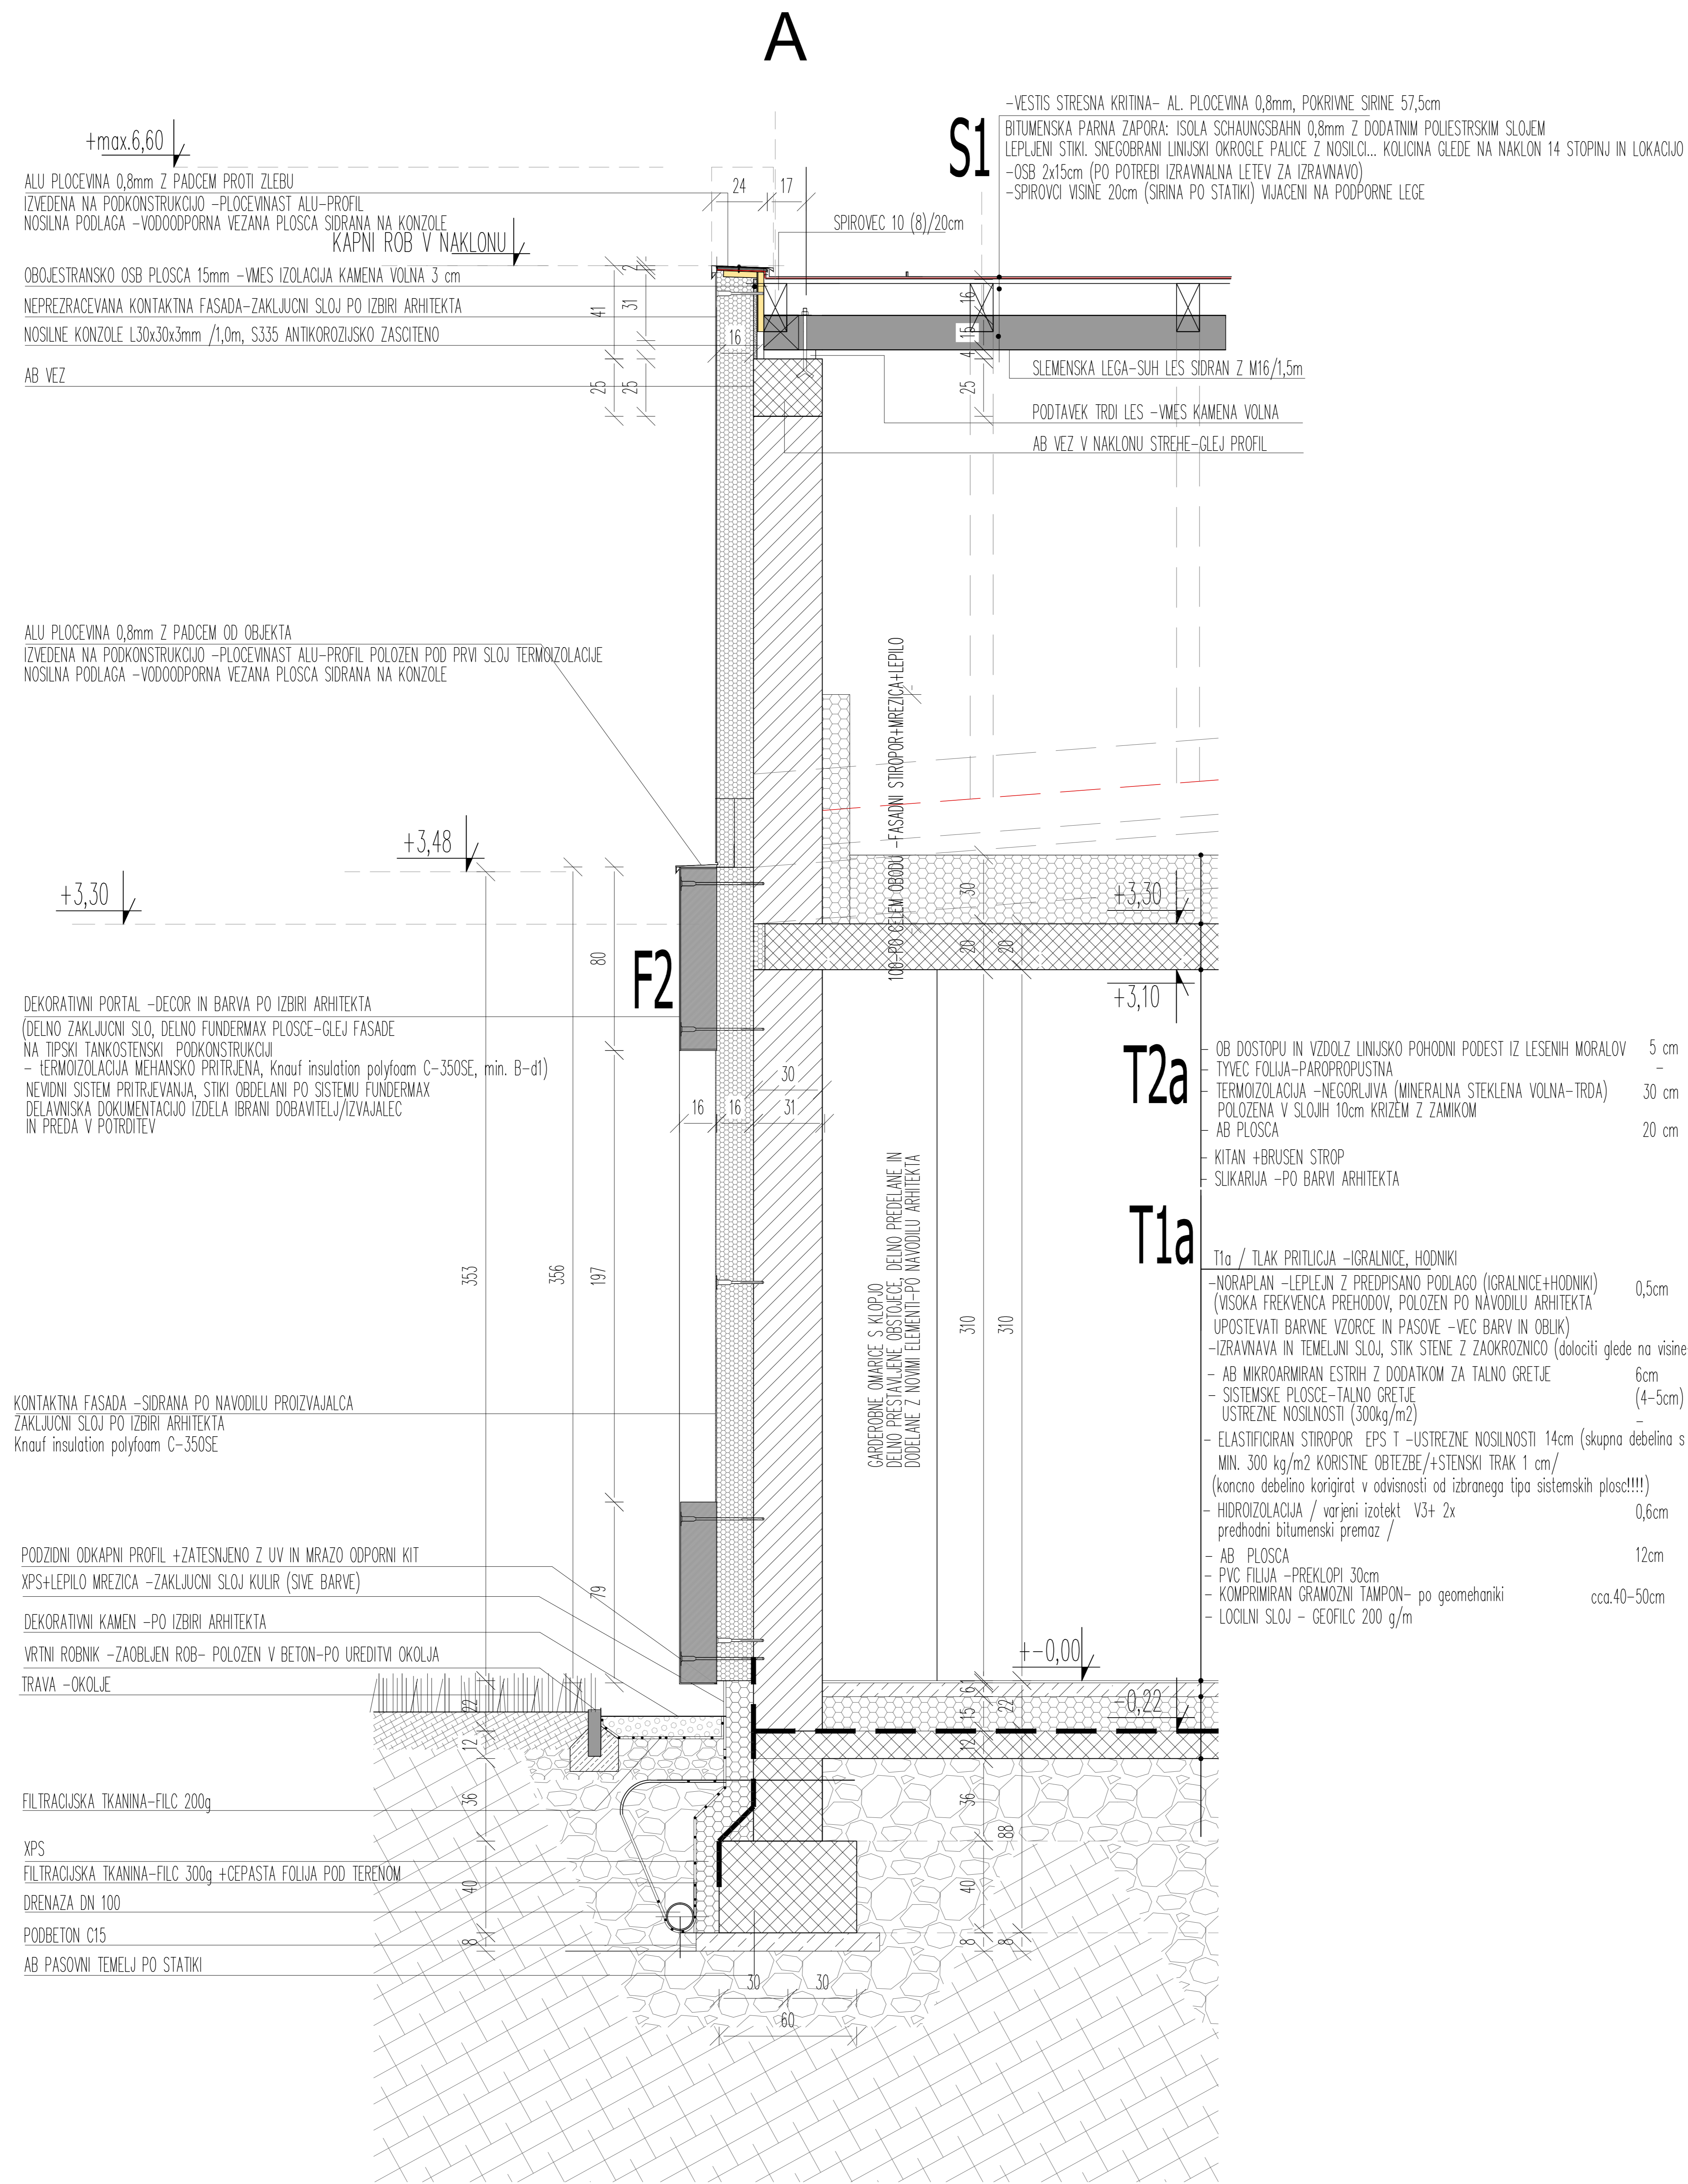 A
S1
-VESTIS STRESNA KRITINA- AL. PLOCEVINA 0,8mm, POKRIVNE SIRINE 57,5cm
BITUMENSKA PARNA ZAPORA: ISOLA SCHAUNGSBAHN 0,8mm Z DODATNIM POLIESTRSKIM SLOJEM
LEPLJENI STIKI. SNEGOBRANI LINIJSKI OKROGLE PALICE Z NOSILCI... KOLICINA GLEDE NA NAKLON 14 STOPINJ IN LOKACIJO
-OSB 2x15cm (PO POTREBI IZRAVNALNA LETEV ZA IZRAVNAVO)
-SPIROVCI VISINE 20cm (SIRINA PO STATIKI) VIJACENI NA PODPORNE LEGE
+max.6,60
ALU PLOCEVINA 0,8mm Z PADCEM PROTI ZLEBU
IZVEDENA NA PODKONSTRUKCIJO -PLOCEVINAST ALU-PROFIL
NOSILNA PODLAGA -VODOODPORNA VEZANA PLOSCA SIDRANA NA KONZOLE
KAPNI ROB V NAKLONU
24
17
SPIROVEC 10 (8)/20cm
OBOJESTRANSKO OSB PLOSCA 15mm -VMES IZOLACIJA KAMENA VOLNA 3 cm
NEPREZRACEVANA KONTAKTNA FASADA-ZAKLJUCNI SLOJ PO IZBIRI ARHITEKTA
NOSILNE KONZOLE L30x30x3mm /1,0m, S335 ANTIKOROZIJSKO ZASCITENO
AB VEZ
41
2
31
25
25
16
16
15
4
25
SLEMENSKA LEGA-SUH LES SIDRAN Z M16/1,5m
PODTAVEK TRDI LES -VMES KAMENA VOLNA
AB VEZ V NAKLONU STREHE-GLEJ PROFIL
ALU PLOCEVINA 0,8mm Z PADCEM OD OBJEKTA
IZVEDENA NA PODKONSTRUKCIJO -PLOCEVINAST ALU-PROFIL POLOZEN POD PRVI SLOJ TERMOIZOLACIJE
NOSILNA PODLAGA -VODOODPORNA VEZANA PLOSCA SIDRANA NA KONZOLE
100-PO CELEM OBODU -FASADNI STIROPOR+MREZICA+LEPILO
+3,48
+3,30
80
F2
30
20
20
+3,30
+3,10
DEKORATIVNI PORTAL -DECOR IN BARVA PO IZBIRI ARHITEKTA
(DELNO ZAKLJUCNI SLO, DELNO FUNDERMAX PLOSCE-GLEJ FASADE
NA TIPSKI TANKOSTENSKI PODKONSTRUKCIJI
- tERMOIZOLACIJA MEHANSKO PRITRJENA, Knauf insulation polyfoam C-350SE, min. B-d1)
NEVIDNI SISTEM PRITRJEVANJA, STIKI OBDELANI PO SISTEMU FUNDERMAX
DELAVNISKA DOKUMENTACIJO IZDELA IBRANI DOBAVITELJ/IZVAJALEC
IN PREDA V POTRDITEV
30
16
16
31
T2a
- OB DOSTOPU IN VZDOLZ LINIJSKO POHODNI PODEST IZ LESENIH MORALOV 5 cm
- TYVEC FOLIJA-PAROPROPUSTNA -
- TERMOIZOLACIJA -NEGORLJIVA (MINERALNA STEKLENA VOLNA-TRDA) 30 cm
POLOZENA V SLOJIH 10cm KRIZEM Z ZAMIKOM
- AB PLOSCA 20 cm
- KITAN +BRUSEN STROP
- SLIKARIJA -PO BARVI ARHITEKTA
353
356
197
GARDEROBNE OMARICE S KLOPJO
DELNO PRESTAVLJENE OBSTOJECE, DELNO PREDELANE IN
DODELANE Z NOVIMI ELEMENTI-PO NAVODILU ARHITEKTA
310
310
T1a
T1a / TLAK PRITLICJA -IGRALNICE, HODNIKI
-NORAPLAN -LEPLEJN Z PREDPISANO PODLAGO (IGRALNICE+HODNIKI) 0,5cm
(VISOKA FREKVENCA PREHODOV, POLOZEN PO NAVODILU ARHITEKTA
UPOSTEVATI BARVNE VZORCE IN PASOVE -VEC BARV IN OBLIK)
-IZRAVNAVA IN TEMELJNI SLOJ, STIK STENE Z ZAOKROZNICO (dolociti glede na visine
- AB MIKROARMIRAN ESTRIH Z DODATKOM ZA TALNO GRETJE 6cm
- SISTEMSKE PLOSCE-TALNO GRETJE (4-5cm)
USTREZNE NOSILNOSTI (300kg/m2) -
- ELASTIFICIRAN STIROPOR EPS T -USTREZNE NOSILNOSTI 14cm (skupna debelina s
MIN. 300 kg/m2 KORISTNE OBTEZBE/+STENSKI TRAK 1 cm/
(koncno debelino korigirat v odvisnosti od izbranega tipa sistemskih plosc!!!!)
- HIDROIZOLACIJA / varjeni izotekt V3+ 2x 0,6cm
predhodni bitumenski premaz /
- AB PLOSCA 12cm
- PVC FILIJA -PREKLOPI 30cm
- KOMPRIMIRAN GRAMOZNI TAMPON- po geomehaniki cca.40-50cm
- LOCILNI SLOJ - GEOFILC 200 g/m
KONTAKTNA FASADA -SIDRANA PO NAVODILU PROIZVAJALCA
ZAKLJUCNI SLOJ PO IZBIRI ARHITEKTA
Knauf insulation polyfoam C-350SE
PODZIDNI ODKAPNI PROFIL +ZATESNJENO Z UV IN MRAZO ODPORNI KIT
XPS+LEPILO MREZICA -ZAKLJUCNI SLOJ KULIR (SIVE BARVE)
DEKORATIVNI KAMEN -PO IZBIRI ARHITEKTA
VRTNI ROBNIK -ZAOBLJEN ROB- POLOZEN V BETON-PO UREDITVI OKOLJA
TRAVA -OKOLJE
79
+-0,00
-0,22
22
12
36
40
8
6
1
15
12
36
40
8
22
88
8
FILTRACIJSKA TKANINA-FILC 200g
XPS
FILTRACIJSKA TKANINA-FILC 300g +CEPASTA FOLIJA POD TERENOM
DRENAZA DN 100
PODBETON C15
AB PASOVNI TEMELJ PO STATIKI
30
30
60